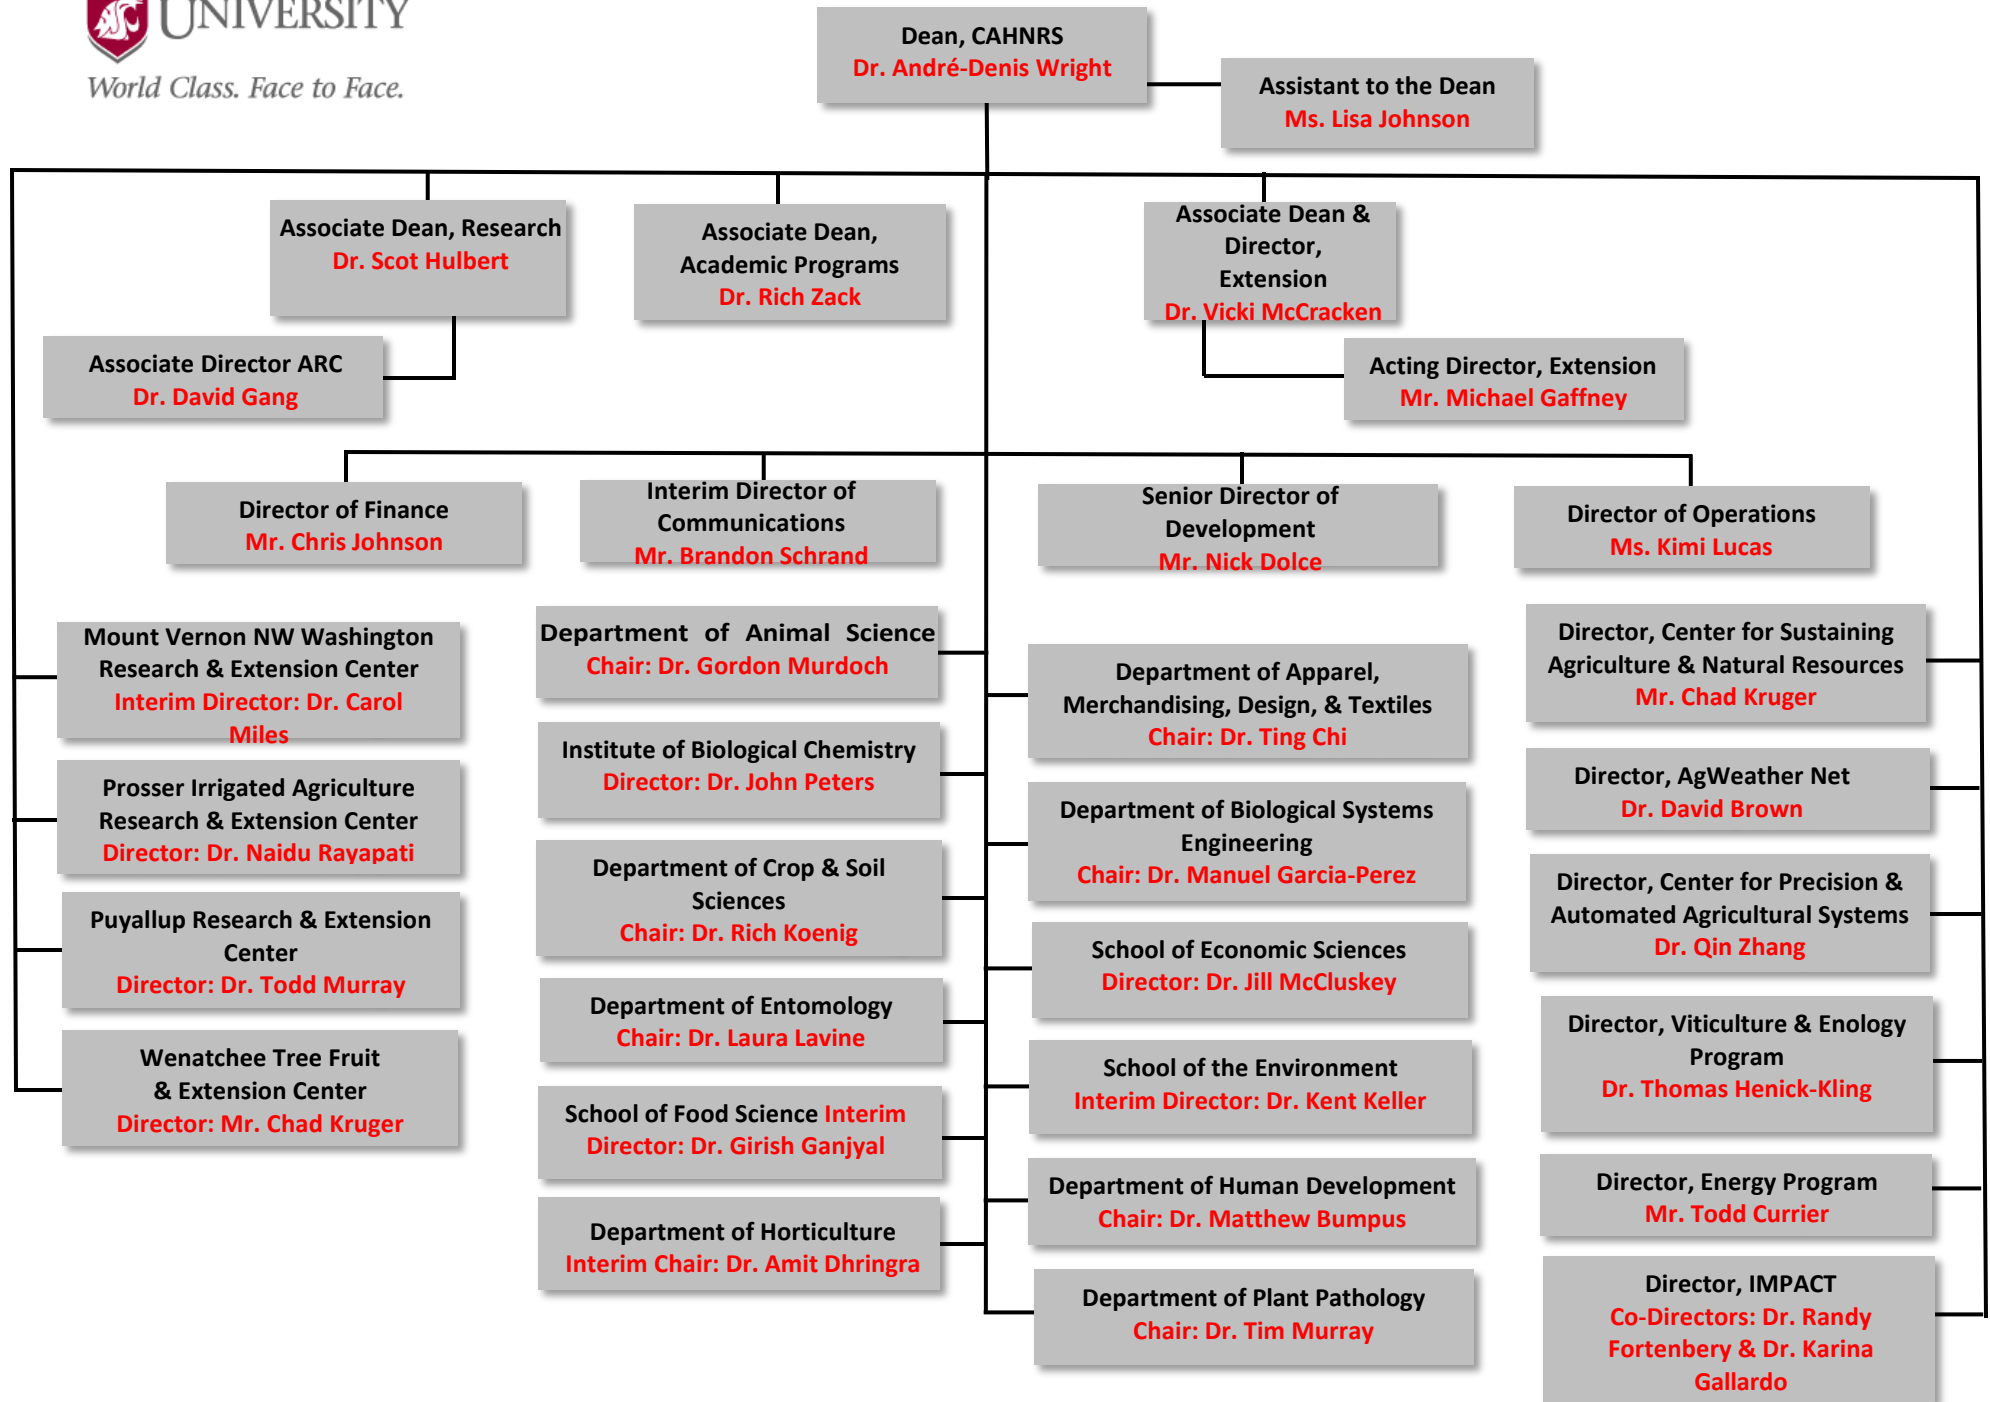 UNIVERSITY
World Class. Face to Face.
Dean, CAHNRS
Dr. André-Denis Wright
Assistant to the Dean
Ms. Lisa Johnson
Associate Dean, Research
Dr. Scot Hulbert
Associate Dean,
Academic Programs
Dr. Rich Zack
Associate Dean &
Director,
Extension
Dr. Vicki McCracken
Associate Director ARC
Dr. David Gang
Acting Director, Extension
Mr. Michael Gaffney
Director of Finance
Mr. Chris Johnson
Interim Director of
Communications
Mr. Brandon Schrand
Senior Director of
Development
Mr. Nick Dolce
Director of Operations
Ms. Kimi Lucas
Mount Vernon NW Washington
Research & Extension Center
Interim Director: Dr. Carol
Miles
Prosser Irrigated Agriculture
Research & Extension Center
Director: Dr. Naidu Rayapati
Puyallup Research & Extension
Center
Director: Dr. Todd Murray
Wenatchee Tree Fruit
& Extension Center
Director: Mr. Chad Kruger
Department of Animal Science
Chair: Dr. Gordon Murdoch
Institute of Biological Chemistry
Director: Dr. John Peters
Department of Crop & Soil
Sciences
Chair: Dr. Rich Koenig
Department of Entomology
Chair: Dr. Laura Lavine
School of Food Science Interim
Director: Dr. Girish Ganjyal
Department of Horticulture
Interim Chair: Dr. Amit Dhringra
Department of Apparel,
Merchandising, Design, & Textiles
Chair: Dr. Ting Chi
Department of Biological Systems
Engineering
Chair: Dr. Manuel Garcia-Perez
School of Economic Sciences
Director: Dr. Jill McCluskey
School of the Environment
Interim Director: Dr. Kent Keller
Department of Human Development
Chair: Dr. Matthew Bumpus
Department of Plant Pathology
Chair: Dr. Tim Murray
Director, Center for Sustaining
Agriculture & Natural Resources
Mr. Chad Kruger
Director, AgWeather Net
Dr. David Brown
Director, Center for Precision &
Automated Agricultural Systems
Dr. Qin Zhang
Director, Viticulture & Enology
Program
Dr. Thomas Henick-Kling
Director, Energy Program
Mr. Todd Currier
Director, IMPACT
Co-Directors: Dr. Randy
Fortenbery & Dr. Karina
Gallardo